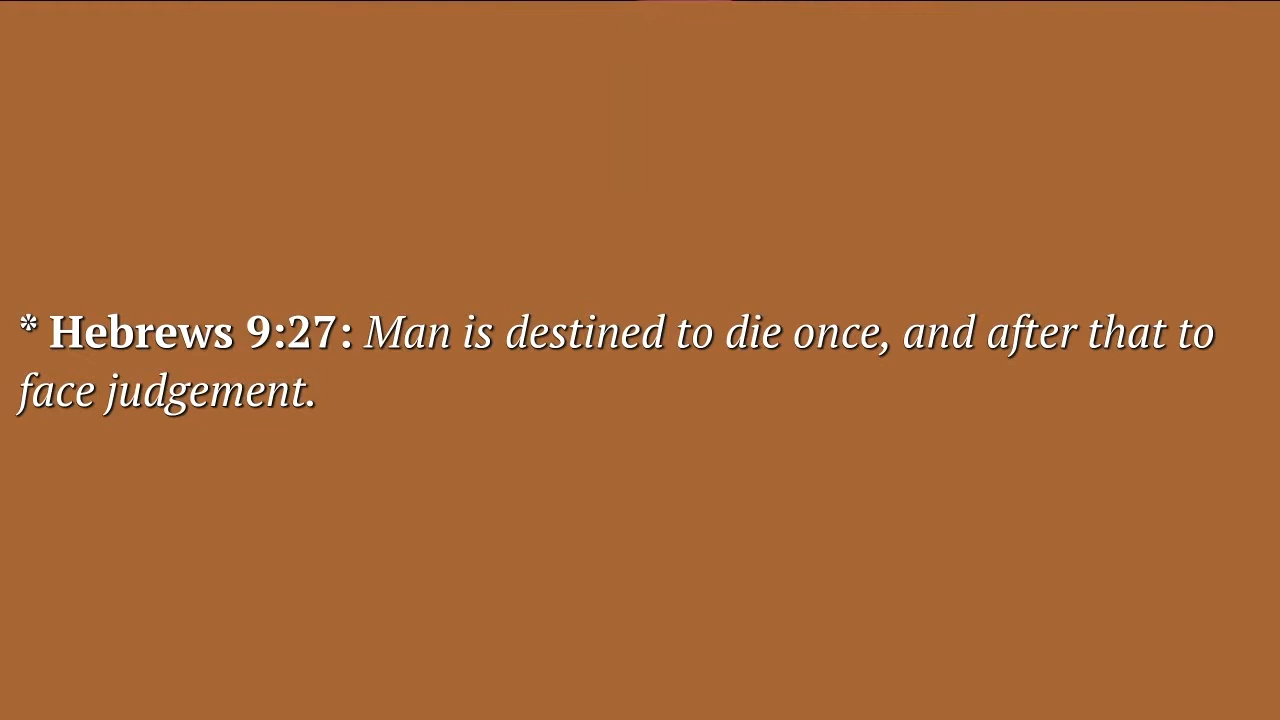 * Hebrews 9:27: Man is destined to die once, and after that to
face judgement.